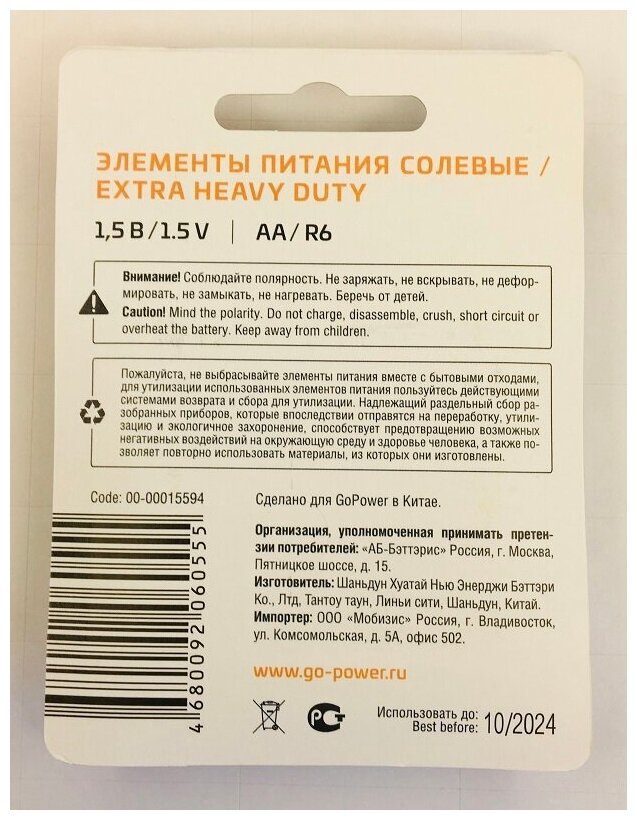 ЭЛЕМЕНТЫ ПИТАНИЯ СОЛЕВЫЕ /
EXTRA HEAVY DUTY
1,5 В/1.5 V | AA/ R6
Внимание! Соблюдайте полярность. Не заряжать, не вскрывать, не дефор-
мировать, не замыкать, не нагревать. Беречь от детей.
Caution! Mind the polarity. Do not charge, disassemble, crush, short circuit or
overheat the battery. Keep away from children.
Пожалуйста, не выбрасывайте элементы питания вместе с бытовыми отходами,
для утилизации использованных элементов питания пользуйтесь действующими
системами возврата и сбора для утилизации. Надлежащий раздельный сбор ра-
зобранных приборов, которые впоследствии отправятся на переработку, утили-
зацию и экологичное захоронение, способствует предотвращению возможных
негативных воздействий на окружающую среду и здоровье человека, а также по-
зволяет повторно использовать материалы, из которых они изготовлены.
Code: 00-00015594
4680092060555
Сделано для GoPower в Китае.
Организация, уполномоченная принимать претен-
зии потребителей: «АБ-Бэттэрис» Россия, г. Москва,
Пятницкое шоссе, д. 15.
Изготовитель: Шаньдун Хуатай Нью Энерджи Бэттэри
Ко., Лтд, Тантоу таун, Линьи сити, Шаньдун, Китай.
Импортер: ООО «Мобизис» Россия, г. Владивосток,
ул. Комсомольская, д. 5А, офис 502.
www.go-power.ru
РСТ
Использовать до:
Best before: 10/2024